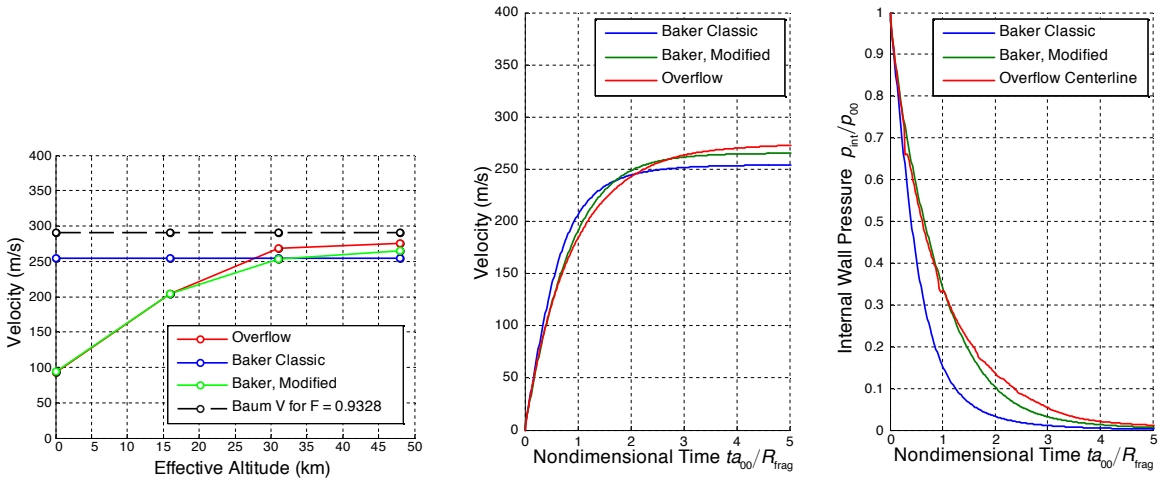 400
350
300
250
200
150
100
50
0
0 5 10 15 20 25 30 35 40 45 50
Velocity (m/s)
Effective Altitude (km)
Overflow
Baker Classic
Baker, Modified
Baum V for F = 0.9328
400
350
300
250
200
150
100
50
0
0 1 2 3 4 5
Velocity (m/s)
Nondimensional Time ta00/Rfrag
Baker Classic
Baker, Modified
Overflow
1
0.9
0.8
0.7
0.6
0.5
0.4
0.3
0.2
0.1
0
0 1 2 3 4 5
Internal Wall Pressure pint/p00
Nondimensional Time ta00/Rfrag
Baker Classic
Baker, Modified
Overflow Centerline